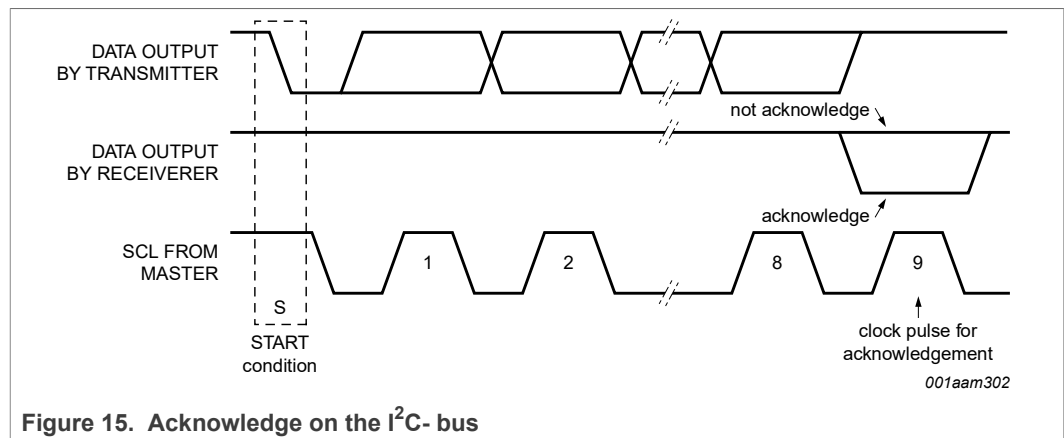 DATA OUTPUT
BY TRANSMITTER
not acknowledge
DATA OUTPUT
BY RECEIVERER
acknowledge
SCL FROM
MASTER
1
2
8
9
S
START
condition
clock pulse for
acknowledgement
001aam302
Figure 15. Acknowledge on the I²C- bus